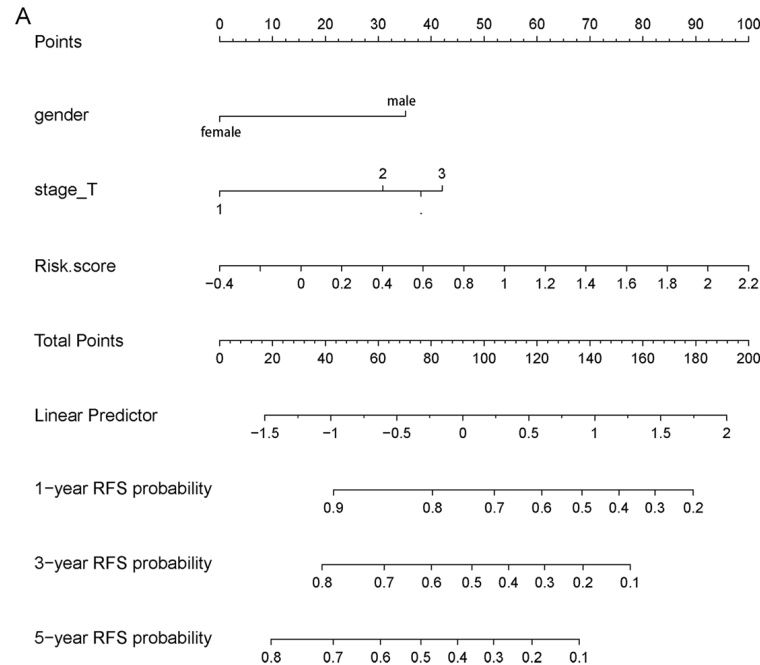 A
0 10 20 30 40 50 60 70 80 90 100
Points
male
gender
female
2 3
stage_T
1 .
Risk.score
−0.4 0 0.2 0.4 0.6 0.8 1 1.2 1.4 1.6 1.8 2 2.2
Total Points
0 20 40 60 80 100 120 140 160 180 200
Linear Predictor
−1.5 −1 −0.5 0 0.5 1 1.5 2
1−year RFS probability
0.9 0.8 0.7 0.6 0.5 0.4 0.3 0.2
3−year RFS probability
0.8 0.7 0.6 0.5 0.4 0.3 0.2 0.1
5−year RFS probability
0.8 0.7 0.6 0.5 0.4 0.3 0.2 0.1